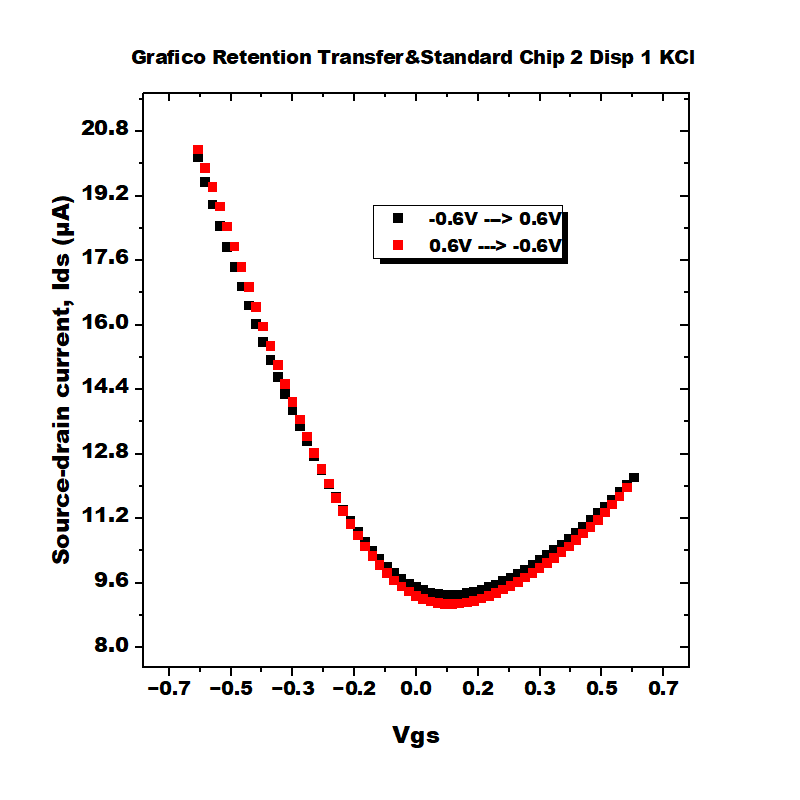 Grafico Retention Transfer&Standard Chip 2 Disp 1 KCl
20.8
19.2
17.6
16.0
14.4
12.8
11.2
9.6
8.0
Source-drain current, Ids (µA)
-0.6V ---> 0.6V
0.6V ---> -0.6V
−0.7 −0.5 −0.3 −0.2 0.0 0.2 0.3 0.5 0.7
Vgs